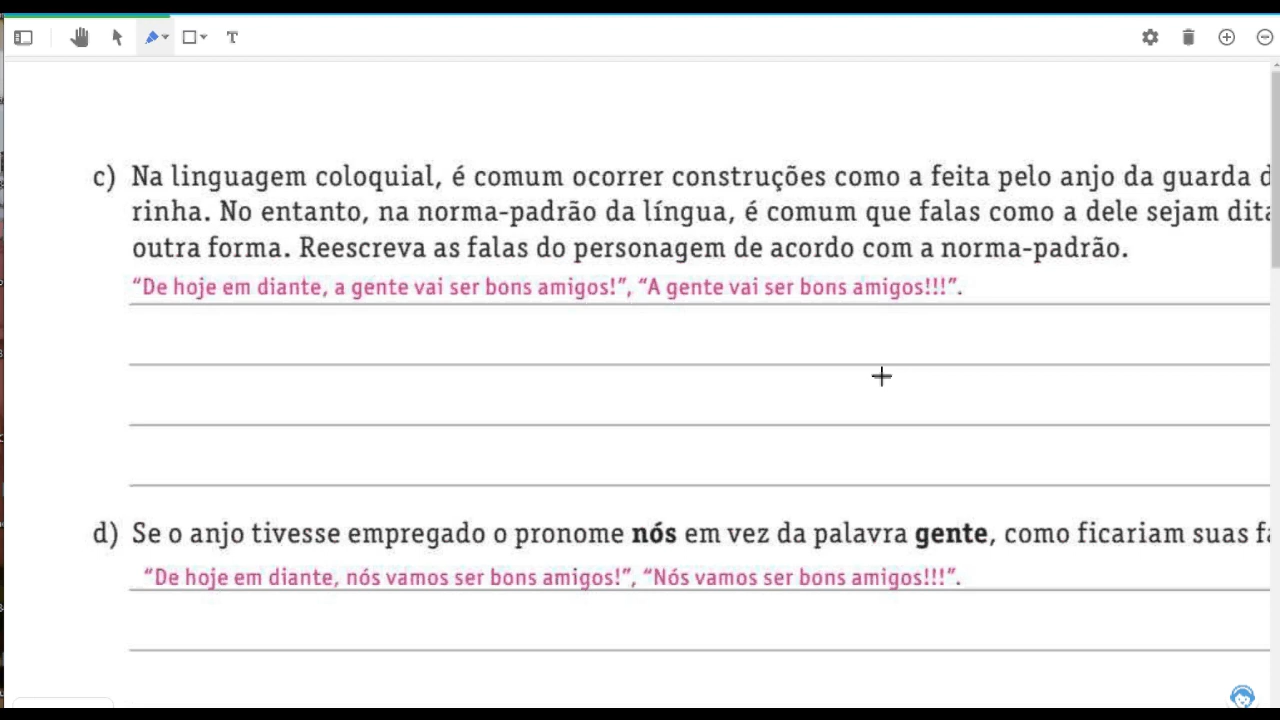 T
c) Na linguagem coloquial, é comum ocorrer construções como a feita pelo anjo da guarda
rinha. No entanto, na norma-padrão da língua, é comum que falas como a dele sejam
outra forma. Reescreva as falas do personagem de acordo com a norma-padrão.
“De hoje em diante, a gente vai ser bons amigos!”, “A gente vai ser bons amigos!!!”.
d) Se o anjo tivesse empregado o pronome nós em vez da palavra gente, como ficariam suas
“De hoje em diante, nós vamos ser bons amigos!”, “Nós vamos ser bons amigos!!!”.